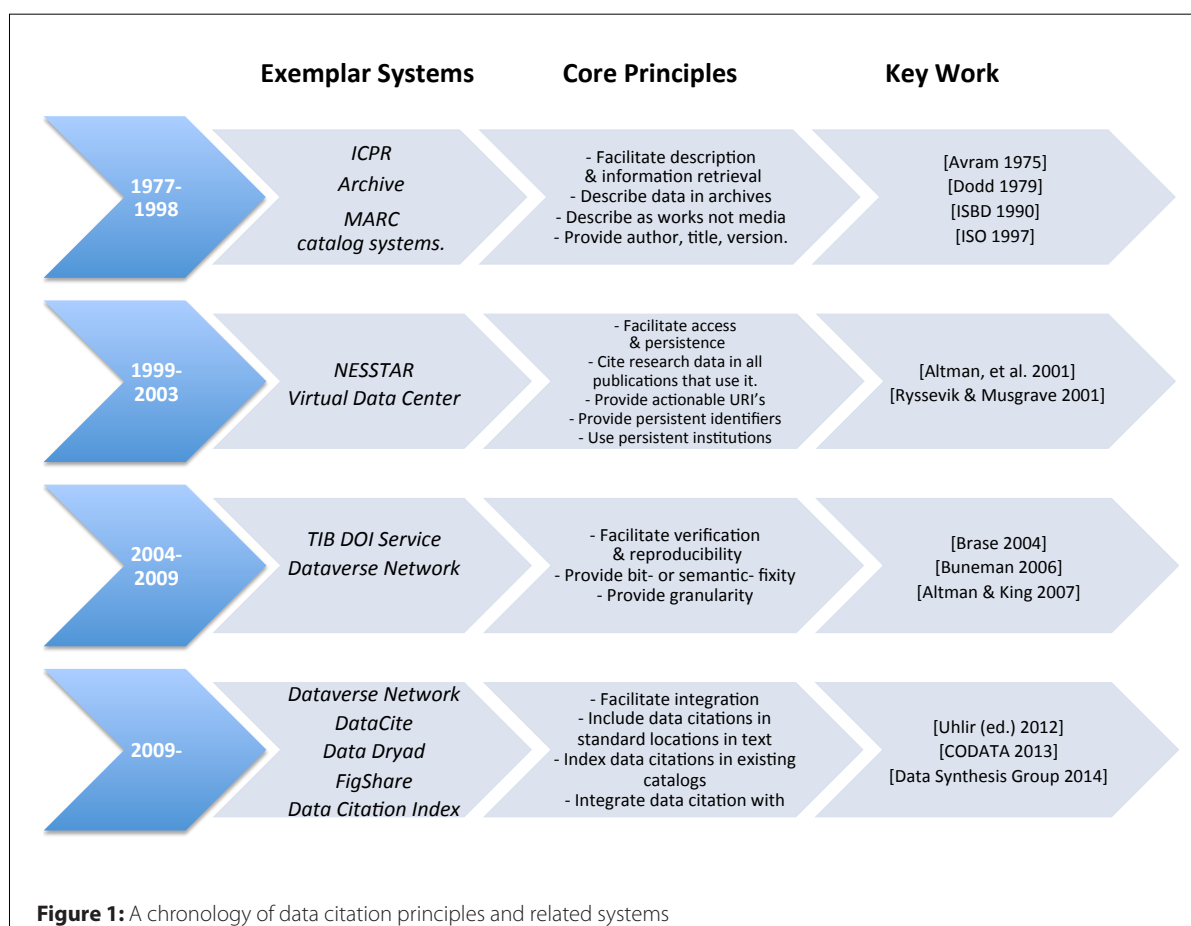 Exemplar Systems
Core Principles
Key Work
1977-
1998
ICPR
Archive
MARC
catalog systems.
- Facilitate description
& information retrieval
- Describe data in archives
- Describe as works not media
- Provide author, title, version.
[Avram 1975]
[Dodd 1979]
[ISBD 1990]
[ISO 1997]
1999-
2003
NESSTAR
Virtual Data Center
- Facilitate access
& persistence
- Cite research data in all
publications that use it.
- Provide actionable URI's
- Provide persistent identifiers
- Use persistent institutions
[Altman, et al. 2001]
[Ryssevik & Musgrave 2001]
2004-
2009
TIB DOI Service
Dataverse Network
- Facilitate verification
& reproducibility
- Provide bit- or semantic- fixity
- Provide granularity
[Brase 2004]
[Buneman 2006]
[Altman & King 2007]
2009-
Dataverse Network
DataCite
Data Dryad
FigShare
Data Citation Index
- Facilitate integration
- Include data citations in
standard locations in text
- Index data citations in existing
catalogs
- Integrate data citation with
[Uhlir (ed.) 2012]
[CODATA 2013]
[Data Synthesis Group 2014]
Figure 1: A chronology of data citation principles and related systems